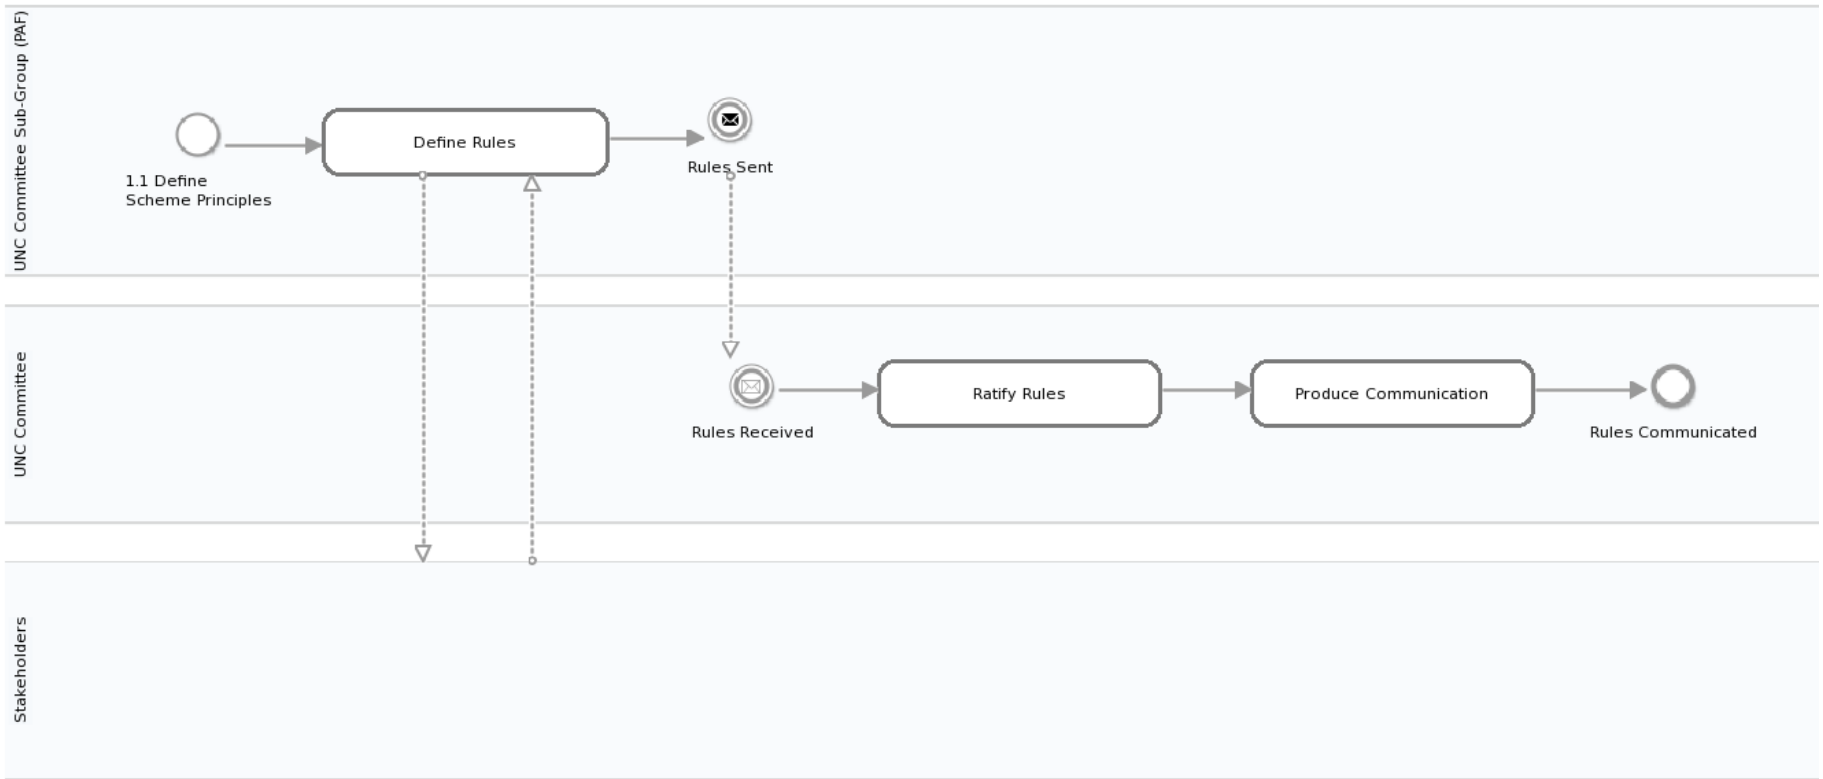 UNC Committee Sub-Group (PAF)
1.1 Define
Scheme Principles
Define Rules
Rules Sent
UNC Committee
Rules Received
Ratify Rules
Produce Communication
Rules Communicated
Stakeholders